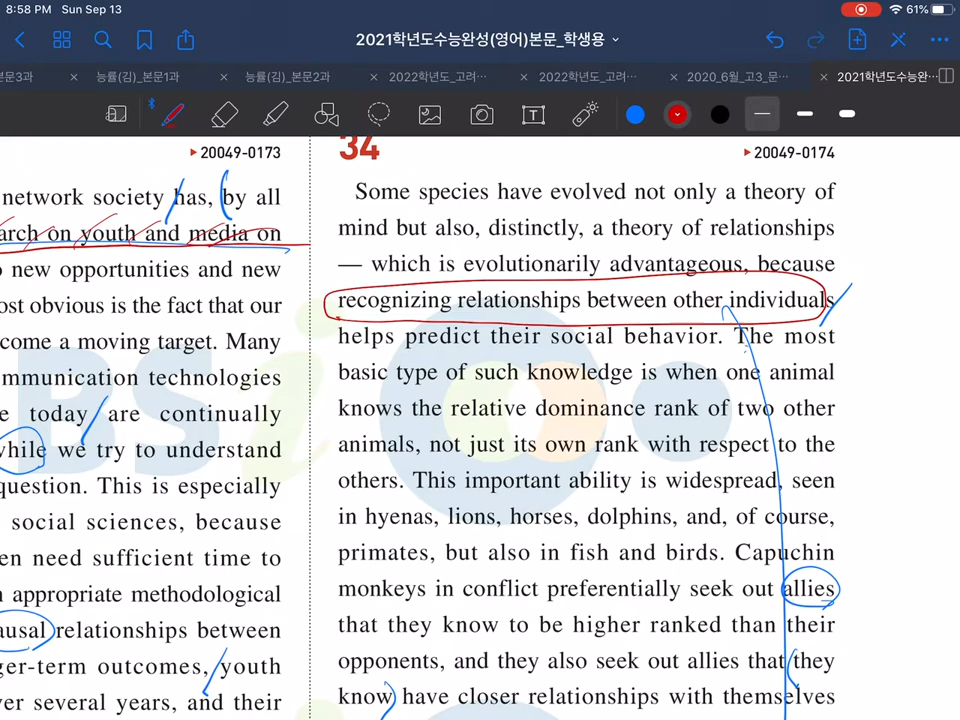 8:58 PM Sun Sep 13
61%
2021학년도수능완성(영어)본문_학생용
본문3과
능률(김)_본문1과
능률(김)_본문2과
2022학년도_고려…
2022학년도_고려…
2020_6월_고3_문…
2021학년도수능완…
▶20049-0173
network society has, by all
arch on youth and media on
o new opportunities and new
ost obvious is the fact that our
come a moving target. Many
mmunication technologies
e today are continually
while we try to understand
question. This is especially
social sciences, because
en need sufficient time to
n appropriate methodological
ausal relationships between
ger-term outcomes, youth
ver several years, and their
34
▶20049-0174
Some species have evolved not only a theory of
mind but also, distinctly, a theory of relationships
— which is evolutionarily advantageous, because
recognizing relationships between other individuals
helps predict their social behavior. The most
basic type of such knowledge is when one animal
knows the relative dominance rank of two other
animals, not just its own rank with respect to the
others. This important ability is widespread, seen
in hyenas, lions, horses, dolphins, and, of course,
primates, but also in fish and birds. Capuchin
monkeys in conflict preferentially seek out allies
that they know to be higher ranked than their
opponents, and they also seek out allies that they
know have closer relationships with themselves